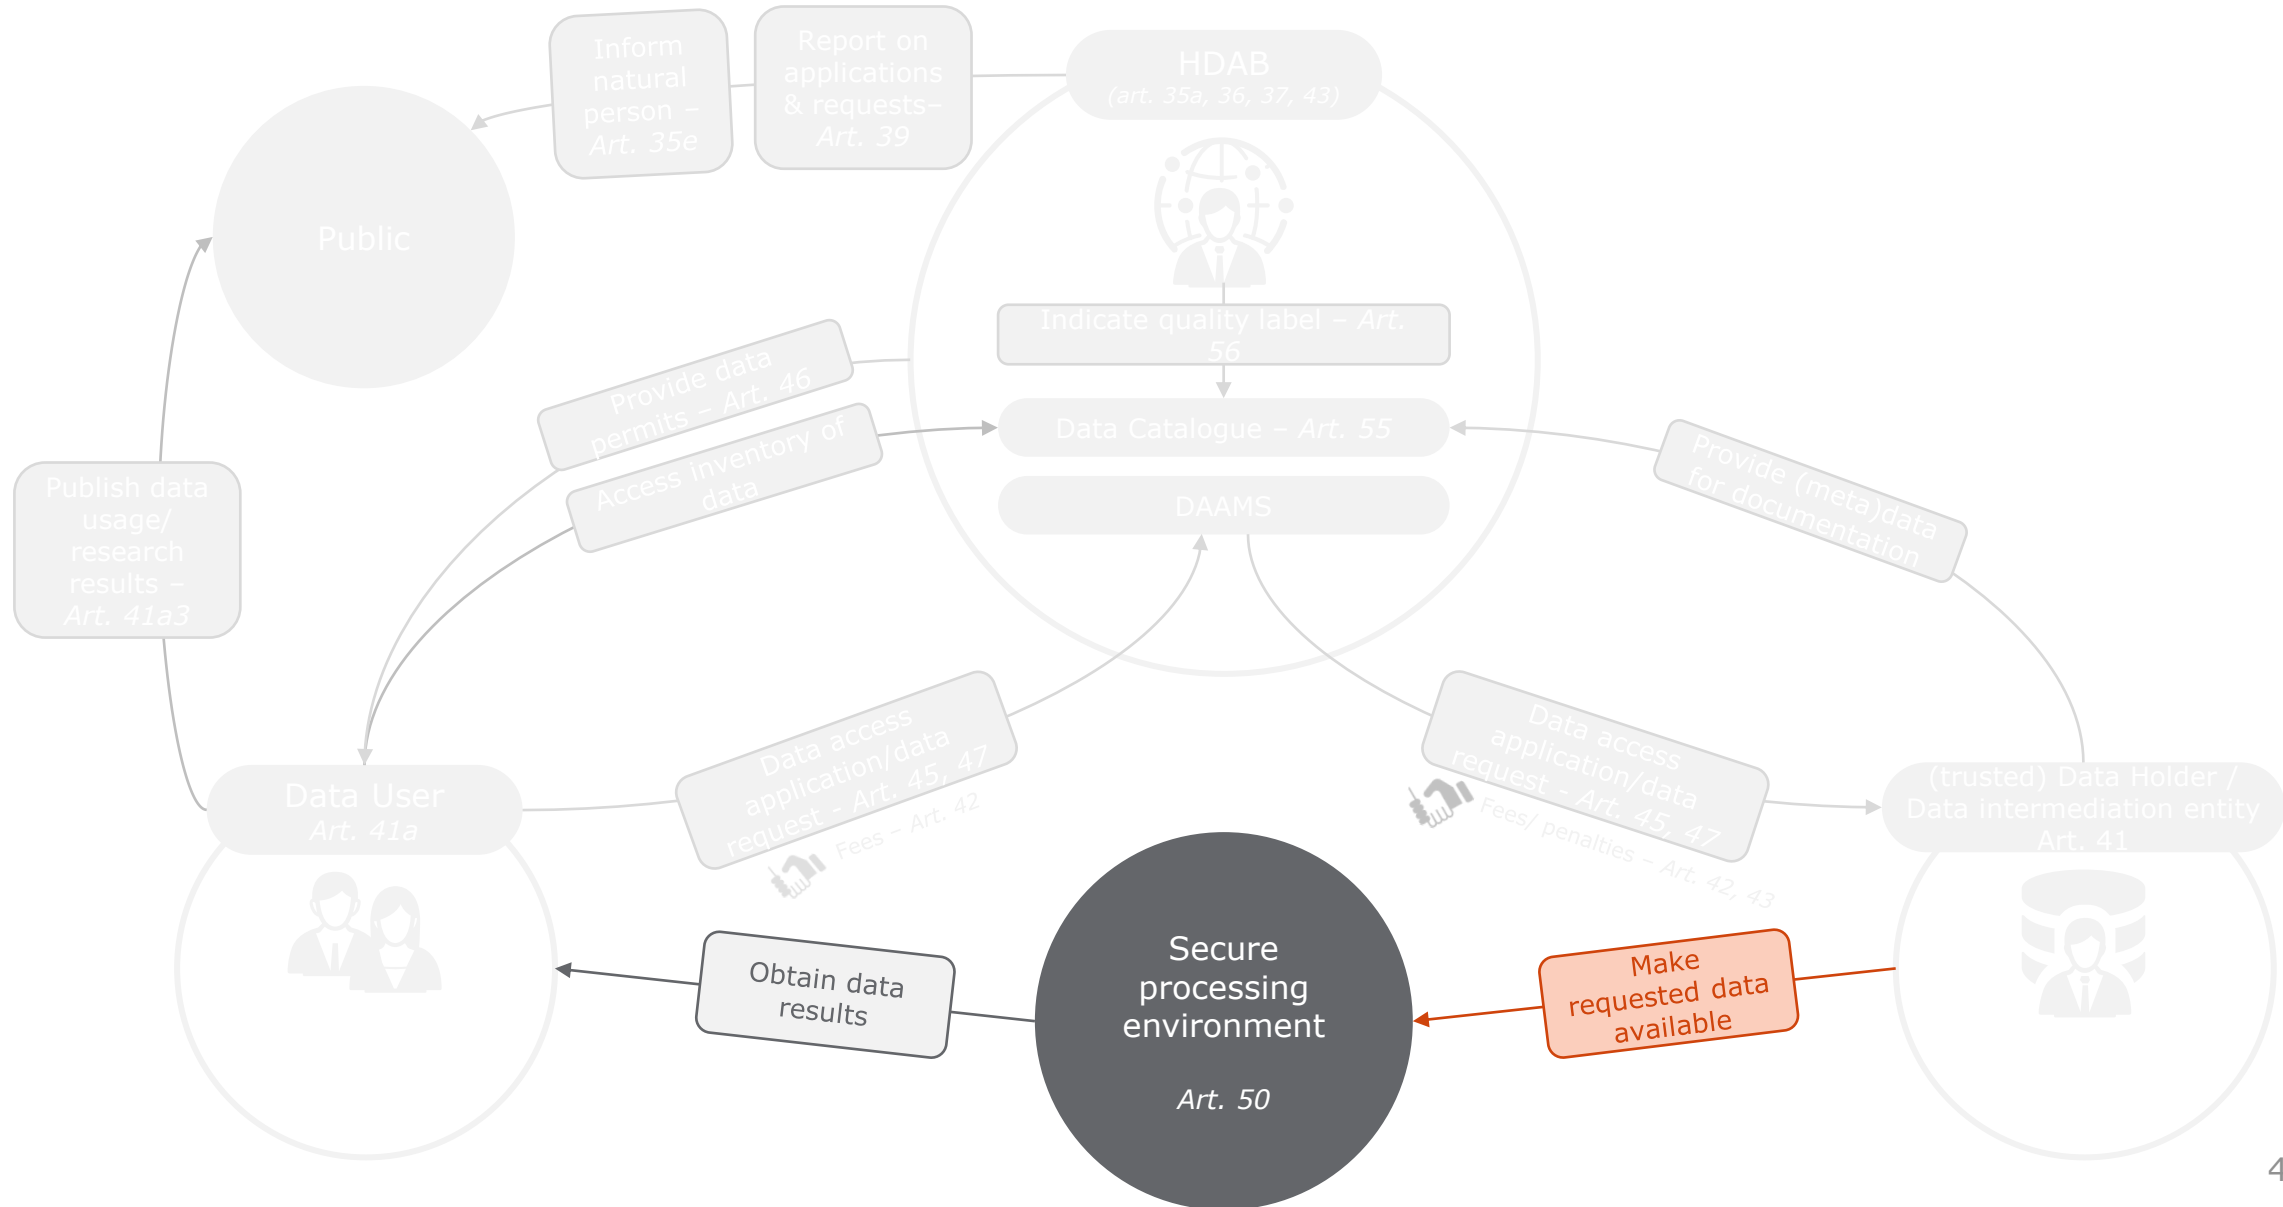 Inform
natural
person –
Art. 35e
Report on
applications
& requests–
Art. 39
HDAB
(art. 35a, 36, 37, 43)
Public
Indicate quality label – Art.
56
Provide data
permits – Art. 46
Access inventory of
data
Data Catalogue – Art. 55
DAAMS
Provide (meta)data
for documentation
Publish data
usage/
research
results –
Art. 41a3
Data access
application/data
request - Art. 45, 47
Fees – Art. 42
Data access
application/data
request - Art. 45, 47
Fees/ penalties – Art. 42, 43
Data User
Art. 41a
(trusted) Data Holder /
Data intermediation entity
Art. 41
Obtain data
results
Secure
processing
environment
Art. 50
Make
requested data
available
4